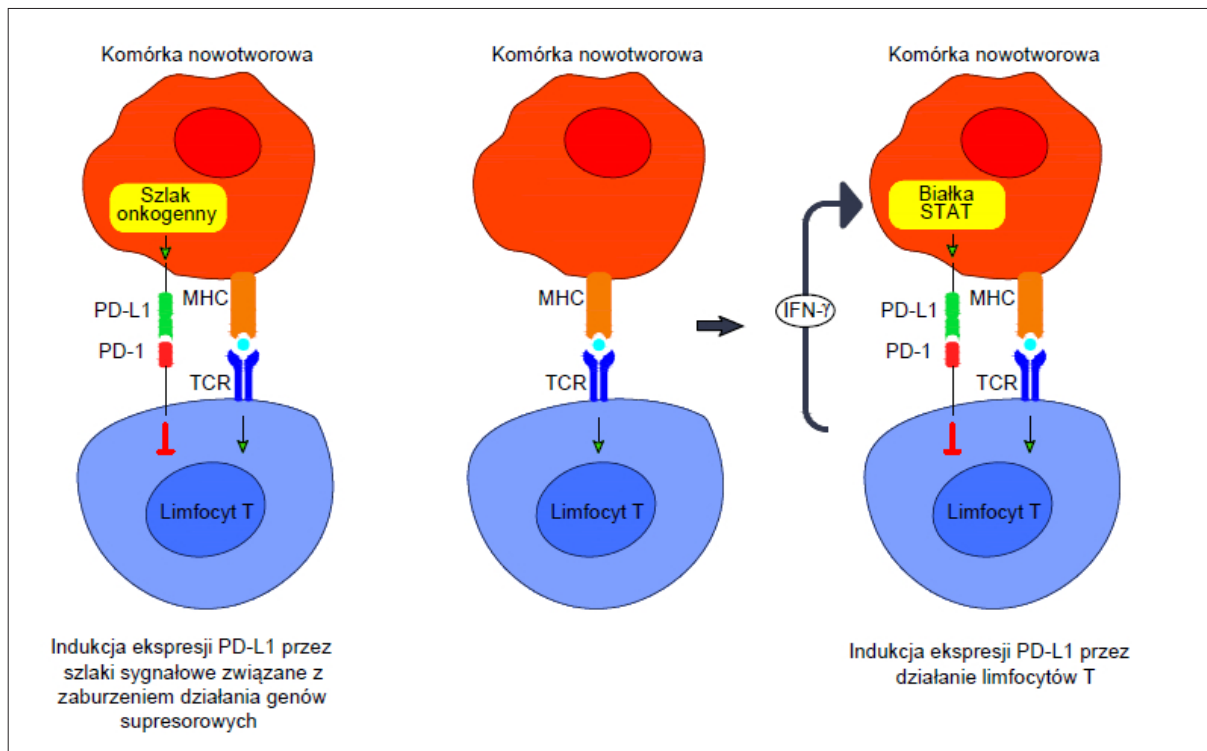 Komórka nowotworowa
Szlak
onkogenny
PD-L1
MHC
PD-1
TCR
Limfocyt T
Indukcja ekspresji PD-L1 przez
szlaki sygnałowe związane z
zaburzeniem działania genów
supresorowych
Komórka nowotworowa
MHC
TCR
Limfocyt T
IFN-γ
Komórka nowotworowa
Białka
STAT
PD-L1
MHC
PD-1
TCR
Limfocyt T
Indukcja ekspresji PD-L1 przez
działanie limfocytów T